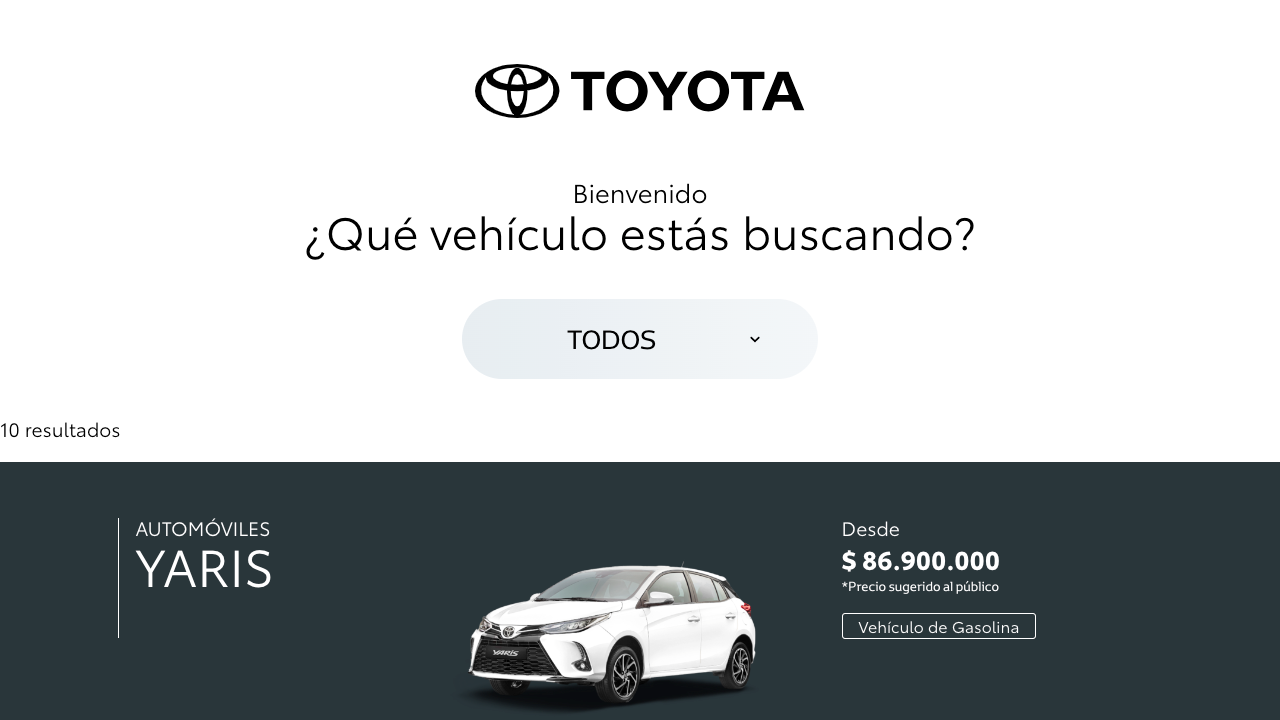 TOYOTA
Bienvenido
¿Qué vehículo estás buscando?
TODOS
10 resultados
AUTOMÓVILES
YARIS
YARIS
Desde
$ 86.900.000
*Precio sugerido al público
Vehículo de Gasolina